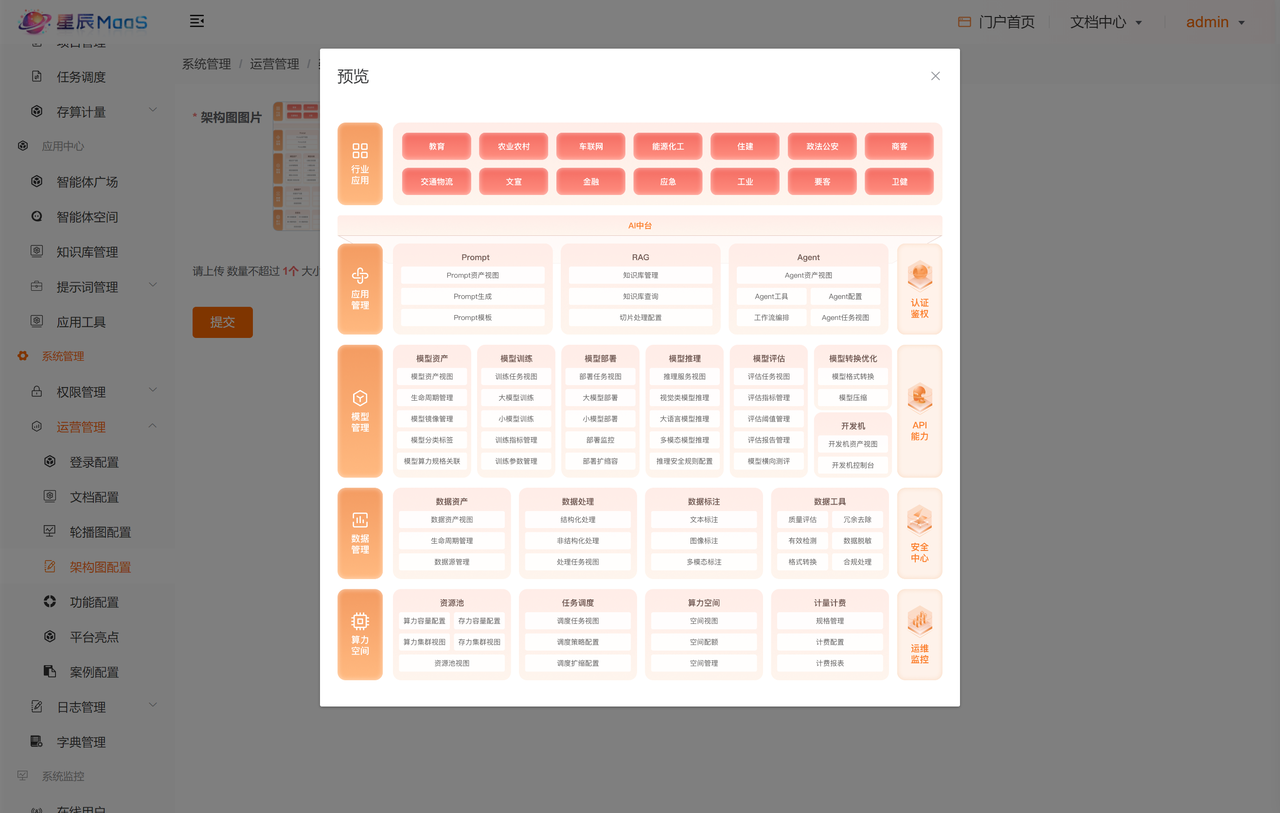 星辰MaaS
门户首页
文档中心
admin
项目管理
任务调度
存算计量
应用中心
智能体广场
智能体空间
知识库管理
提示词管理
应用工具
系统管理
权限管理
运营管理
登录配置
文档配置
轮播图配置
架构图配置
功能配置
平台亮点
案例配置
日志管理
字典管理
系统监控
在线用户
系统管理 / 运营管理 /
* 架构图图片
请上传 数量不超过 1个 大小
提交
预览
行业
应用
教育 农业农村 车联网 能源化工 住建 政法公安 商客
交通物流 文宣 金融 应急 工业 要客 卫健
AI中台
应用
管理
Prompt
Prompt资产视图
Prompt生成
Prompt模板
RAG
知识库管理
知识库查询
切片处理配置
Agent
Agent资产视图
Agent工具 Agent配置
工作流编排 Agent任务视图
认证
鉴权
模型
管理
模型资产
模型资产视图
生命周期管理
模型镜像管理
模型分类标签
模型算力规格关联
模型训练
训练任务视图
大模型训练
小模型训练
训练指标管理
训练参数管理
模型部署
部署任务视图
大模型部署
小模型部署
部署监控
部署扩缩容
模型推理
推理服务视图
视觉类模型推理
大语言模型推理
多模态模型推理
推理安全规则配置
模型评估
评估任务视图
评估指标管理
评估阈值管理
评估报告管理
模型横向测评
模型转换优化
模型格式转换
模型压缩
开发机
开发机资产视图
开发机控制台
API
能力
数据
管理
数据资产
数据资产视图
生命周期管理
数据源管理
数据处理
结构化处理
非结构化处理
处理任务视图
数据标注
文本标注
图像标注
多模态标注
数据工具
质量评估 冗余去除
有效检测 数据脱敏
格式转换 合规处理
安全
中心
算力
空间
资源池
算力容量配置 存力容量配置
算力集群视图 存力集群视图
资源池视图
任务调度
调度任务视图
调度策略配置
调度扩缩配置
算力空间
空间视图
空间配额
空间管理
计量计费
规格管理
计费配置
计费报表
运维
监控